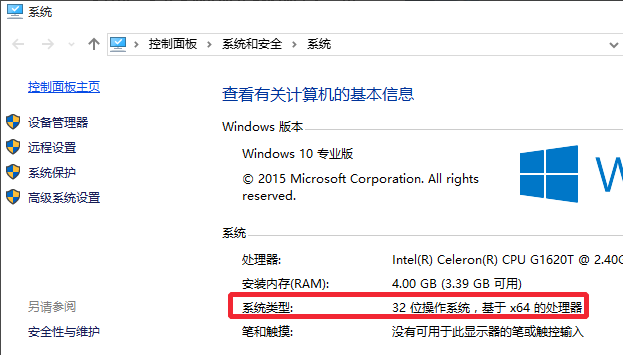 系统
控制面板 › 系统和安全 › 系统
控制面板主页
设备管理器
远程设置
系统保护
高级系统设置
另请参阅
安全性与维护
查看有关计算机的基本信息
Windows 版本
Windows 10 专业版
© 2015 Microsoft Corporation. All rights
reserved.
系统
处理器: Intel(R) Celeron(R) CPU G1620T @ 2.40G
安装内存(RAM): 4.00 GB (3.39 GB 可用)
系统类型: 32 位操作系统，基于 x64 的处理器
笔和触摸: 没有可用于此显示器的笔或触控输入